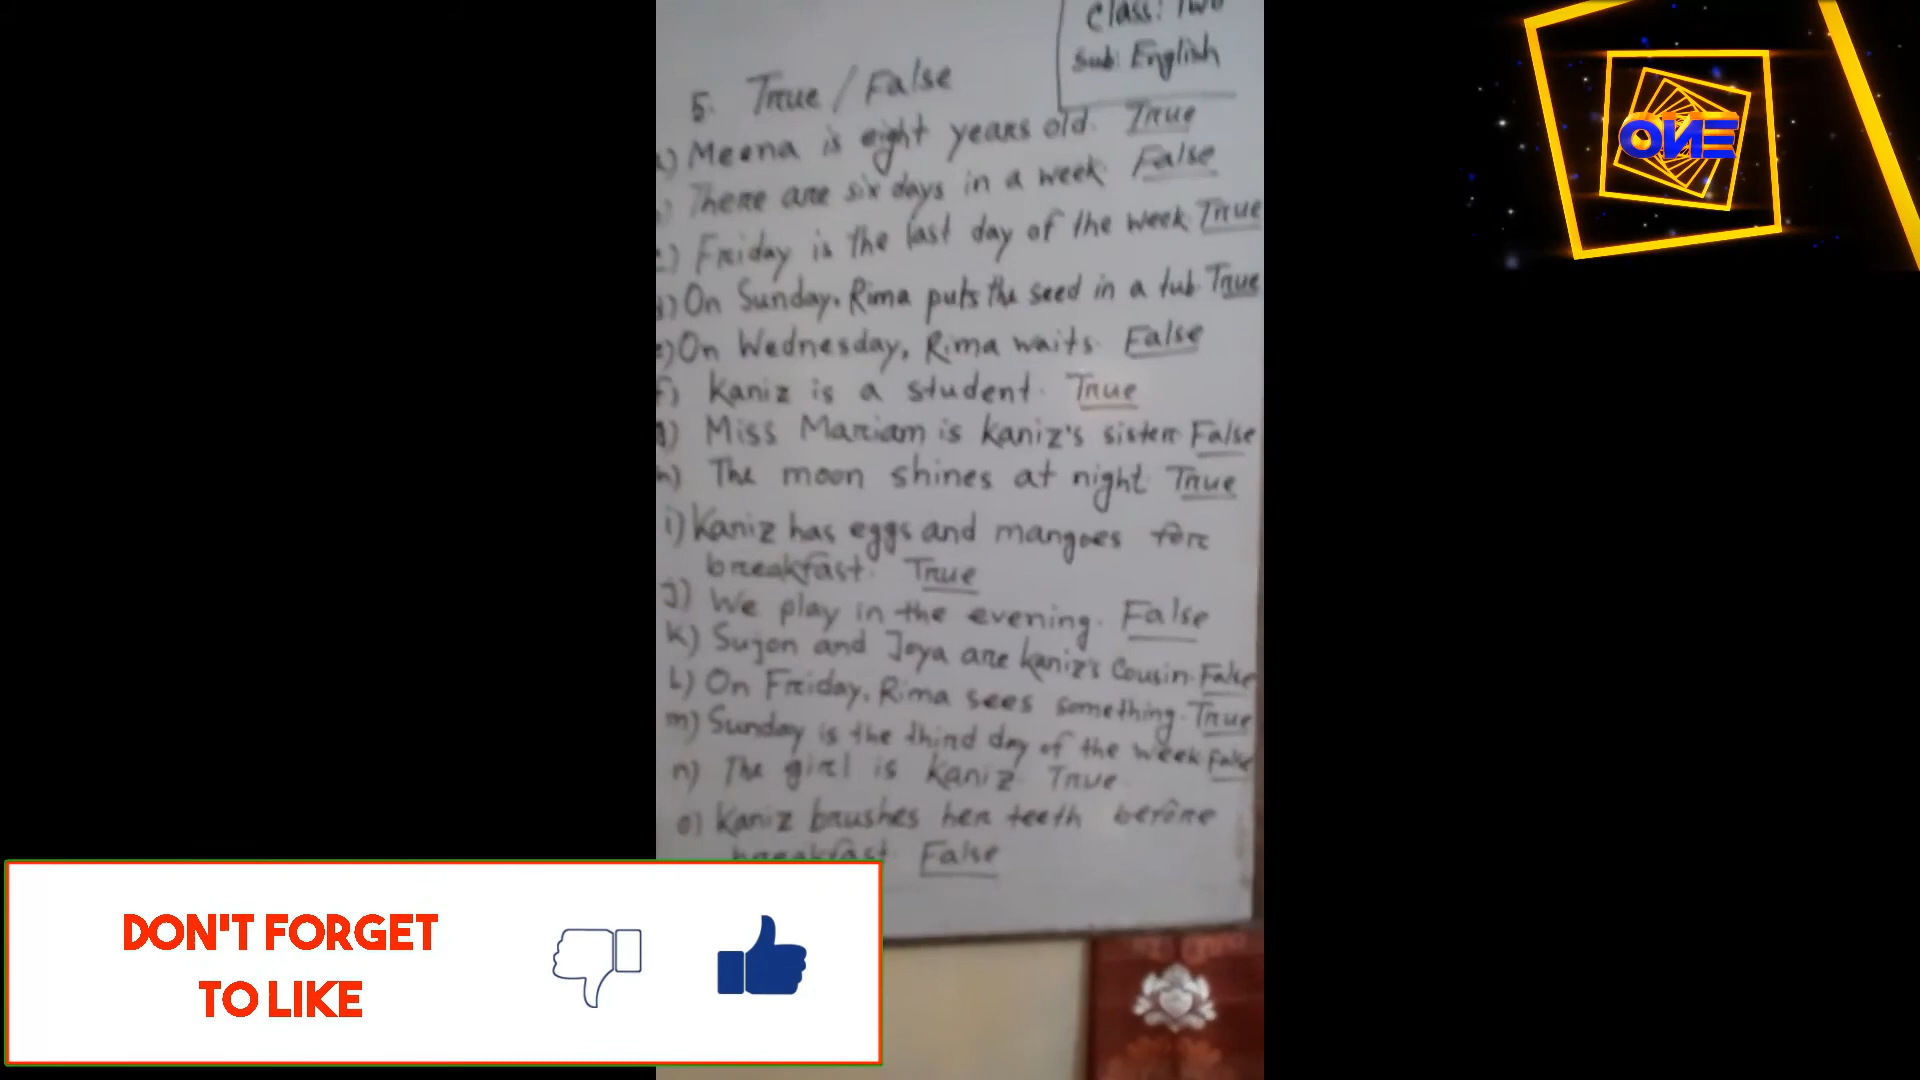 Class: Two
Sub: English
5. True / False
a) Meena is eight years old. True
b) There are six days in a week. False
c) Friday is the last day of the week True
d) On Sunday, Rima puts the seed in a tub. True
e) On Wednesday, Rima waits. False
f) Kaniz is a student. True
g) Miss Mariam is Kaniz's sister False
h) The moon shines at night. True
i) Kaniz has eggs and mangoes for
breakfast. True
j) We play in the evening. False
k) Sujon and Joya are Kaniz's Cousin. False
L) On Friday, Rima sees something. True
m) Sunday is the third day of the week False
n) The girl is Kaniz True
o) Kaniz brushes her teeth before
breakfast. False
ONE
DON'T FORGET
TO LIKE